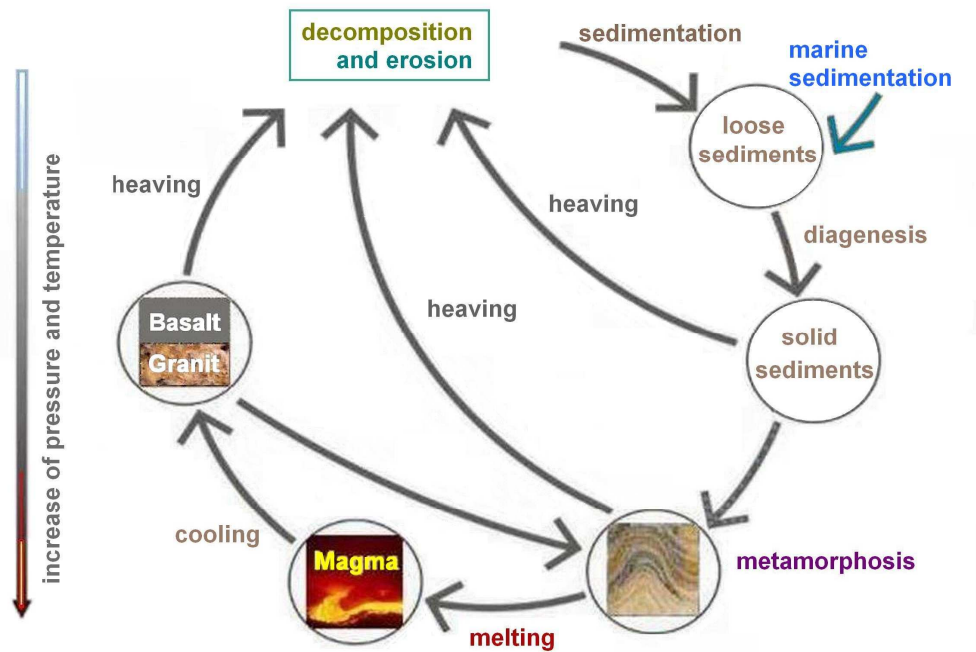 decomposition
and erosion
sedimentation
marine
sedimentation
loose
sediments
heaving
heaving
diagenesis
increase of pressure and temperature
heaving
Basalt
Granit
solid
sediments
cooling
Magma
metamorphosis
melting